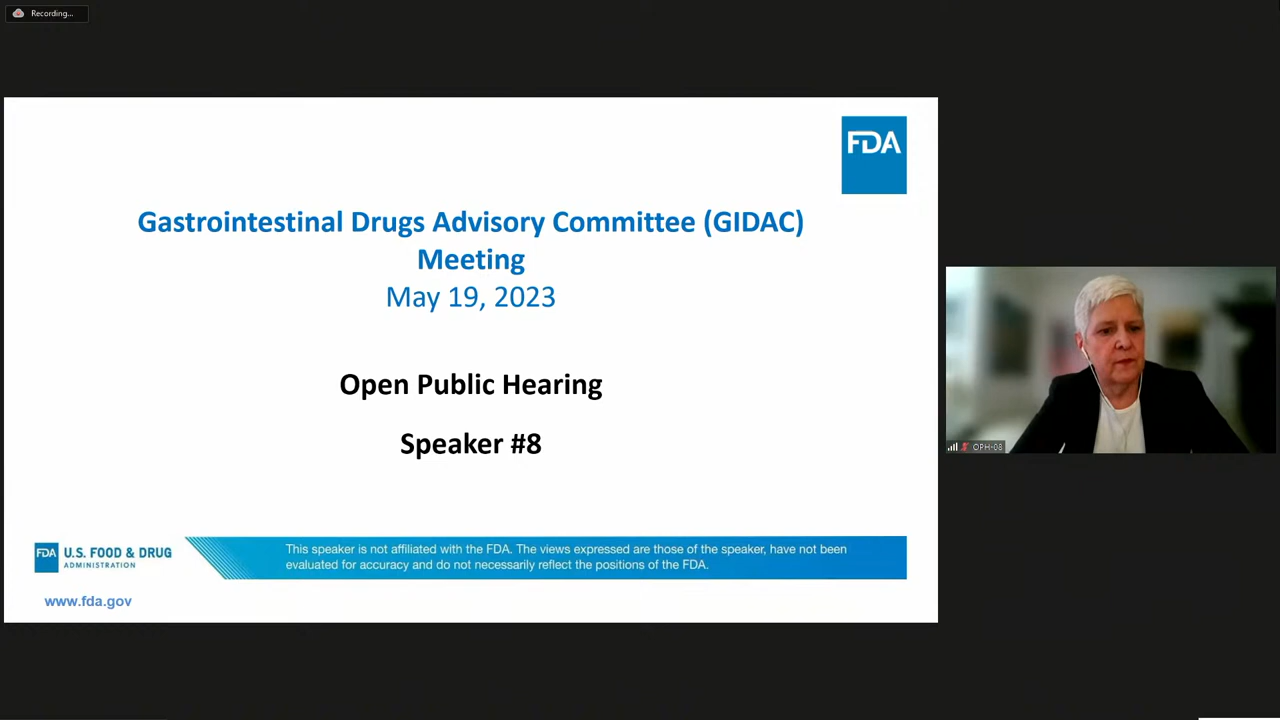 Recording...
FDA
Gastrointestinal Drugs Advisory Committee (GIDAC)
Meeting
May 19, 2023
Open Public Hearing
Speaker #8
OPH-08
FDA
U.S. FOOD & DRUG
ADMINISTRATION
This speaker is not affiliated with the FDA. The views expressed are those of the speaker, have not been
evaluated for accuracy and do not necessarily reflect the positions of the FDA.
www.fda.gov